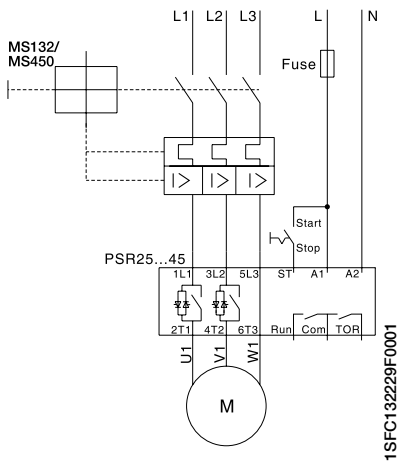 L1 L2 L3 L N
MS132/
MS450
Fuse
I> I> I>
Start
Stop
PSR25...45
1L1 3L2 5L3 ST A1 A2
2T1 4T2 6T3 Run Com TOR
U1 V1 W1
M
1SFC132229F0001